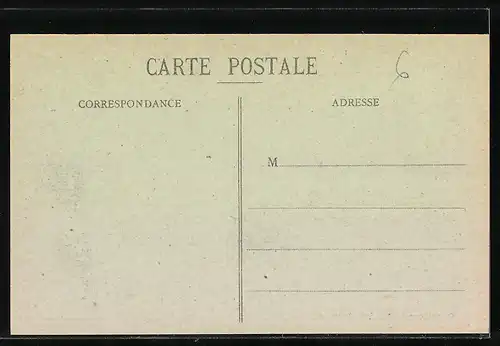 CARTE POSTALE
6
CORRESPONDANCE
ADRESSE
M